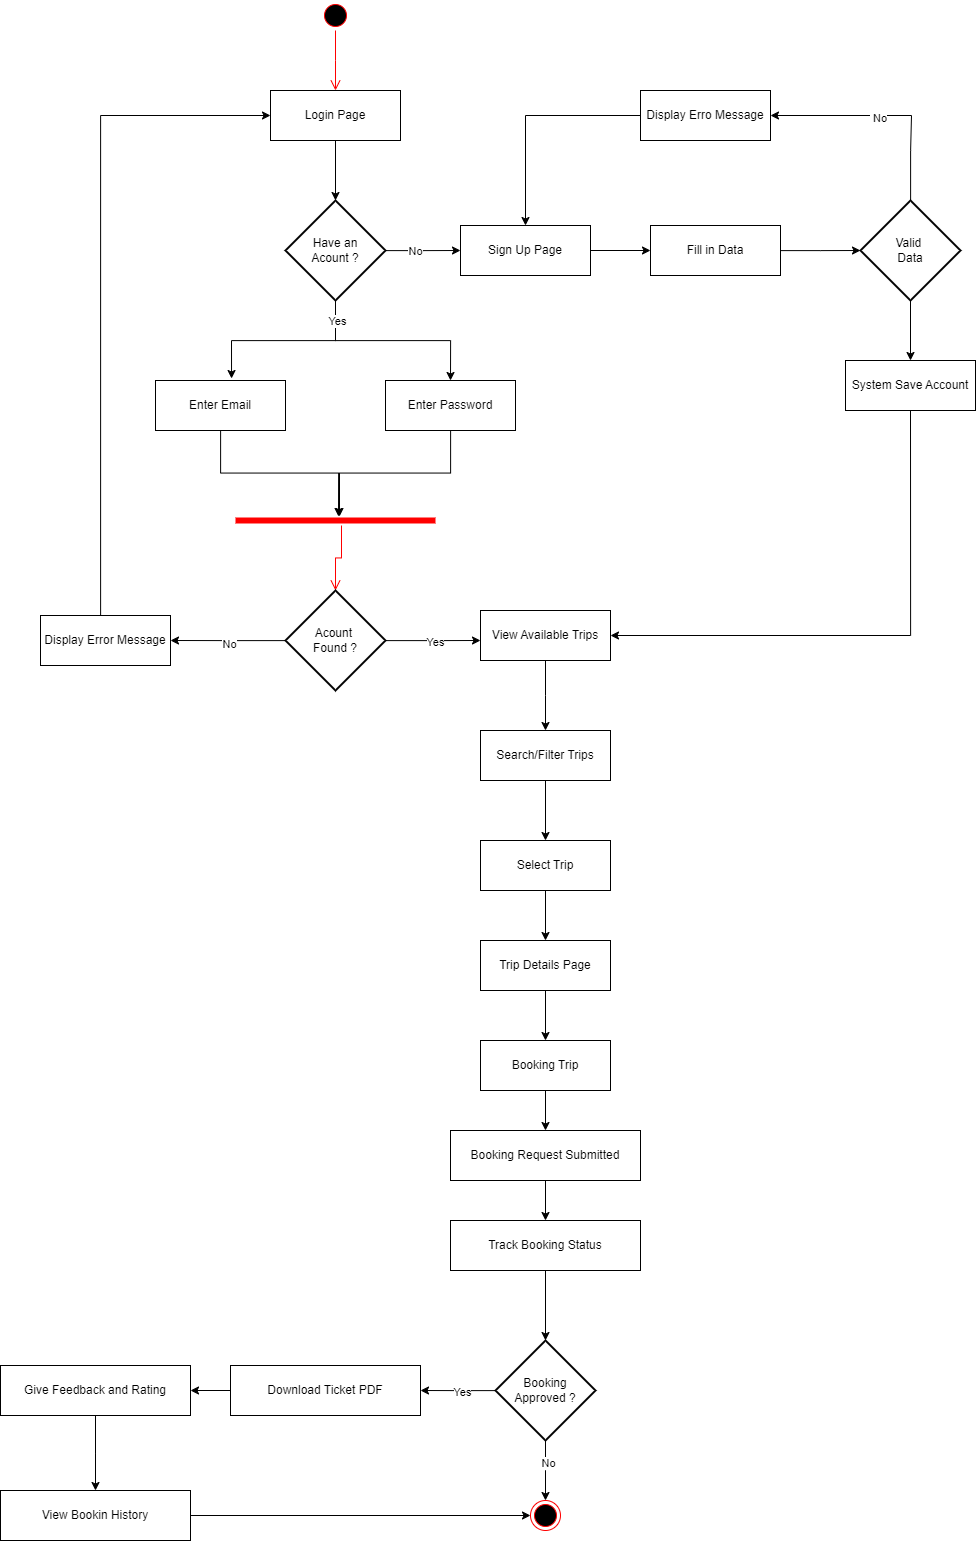 Login Page
Display Erro Message
No
Have an
Acount ?
No
Sign Up Page
Fill in Data
Valid
Data
Yes
Enter Email
Enter Password
System Save Account
Display Error Message
No
Acount
Found ?
Yes
View Available Trips
Search/Filter Trips
Select Trip
Trip Details Page
Booking Trip
Booking Request Submitted
Track Booking Status
Give Feedback and Rating
Download Ticket PDF
Yes
Booking
Approved ?
No
View Bookin History